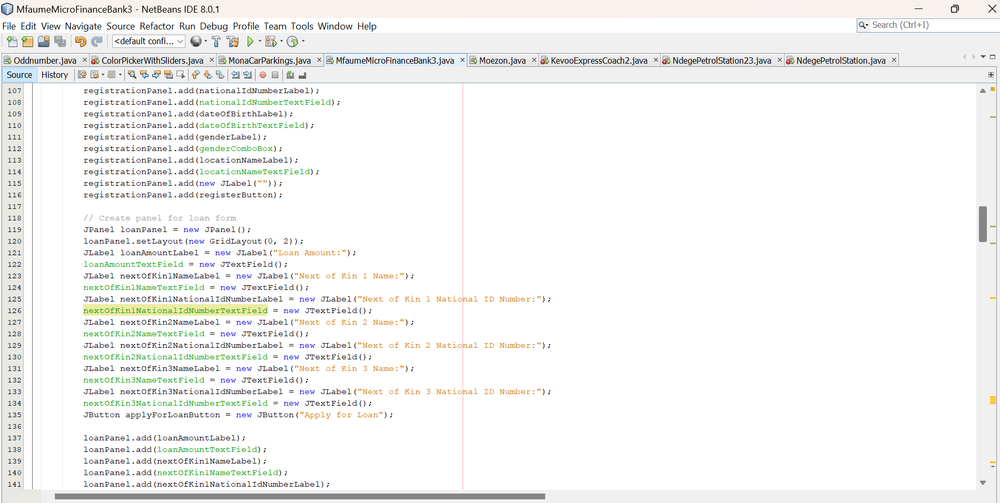 MfaumeMicroFinanceBank3 - NetBeans IDE 8.0.1
File Edit View Navigate Source Refactor Run Debug Profile Team Tools Window Help
Search (Ctrl+I)
<default confi...
Oddnumber.java ColorPickerWithSliders.java MonaCarParkings.java MfaumeMicroFinanceBank3.java Moezon.java KevooExpressCoach2.java NdegePetrolStation23.java NdegePetrolStation.java
Source History
107 registrationPanel.add(nationalIdNumberLabel);
108 registrationPanel.add(nationalIdNumberTextField);
109 registrationPanel.add(dateOfBirthLabel);
110 registrationPanel.add(dateOfBirthTextField);
111 registrationPanel.add(genderLabel);
112 registrationPanel.add(genderComboBox);
113 registrationPanel.add(locationNameLabel);
114 registrationPanel.add(locationNameTextField);
115 registrationPanel.add(new JLabel(""));
116 registrationPanel.add(registerButton);
117
118 // Create panel for loan form
119 JPanel loanPanel = new JPanel();
120 loanPanel.setLayout(new GridLayout(0, 2));
121 JLabel loanAmountLabel = new JLabel("Loan Amount:");
122 loanAmountTextField = new JTextField();
123 JLabel nextOfKin1NameLabel = new JLabel("Next of Kin 1 Name:");
124 nextOfKin1NameTextField = new JTextField();
125 JLabel nextOfKin1NationalIdNumberLabel = new JLabel("Next of Kin 1 National ID Number:");
126 nextOfKin1NationalIdNumberTextField = new JTextField();
127 JLabel nextOfKin2NameLabel = new JLabel("Next of Kin 2 Name:");
128 nextOfKin2NameTextField = new JTextField();
129 JLabel nextOfKin2NationalIdNumberLabel = new JLabel("Next of Kin 2 National ID Number:");
130 nextOfKin2NationalIdNumberTextField = new JTextField();
131 JLabel nextOfKin3NameLabel = new JLabel("Next of Kin 3 Name:");
132 nextOfKin3NameTextField = new JTextField();
133 JLabel nextOfKin3NationalIdNumberLabel = new JLabel("Next of Kin 3 National ID Number:");
134 nextOfKin3NationalIdNumberTextField = new JTextField();
135 JButton applyForLoanButton = new JButton("Apply for Loan");
136
137 loanPanel.add(loanAmountLabel);
138 loanPanel.add(loanAmountTextField);
139 loanPanel.add(nextOfKin1NameLabel);
140 loanPanel.add(nextOfKin1NameTextField);
141 loanPanel.add(nextOfKin1NationalIdNumberLabel);